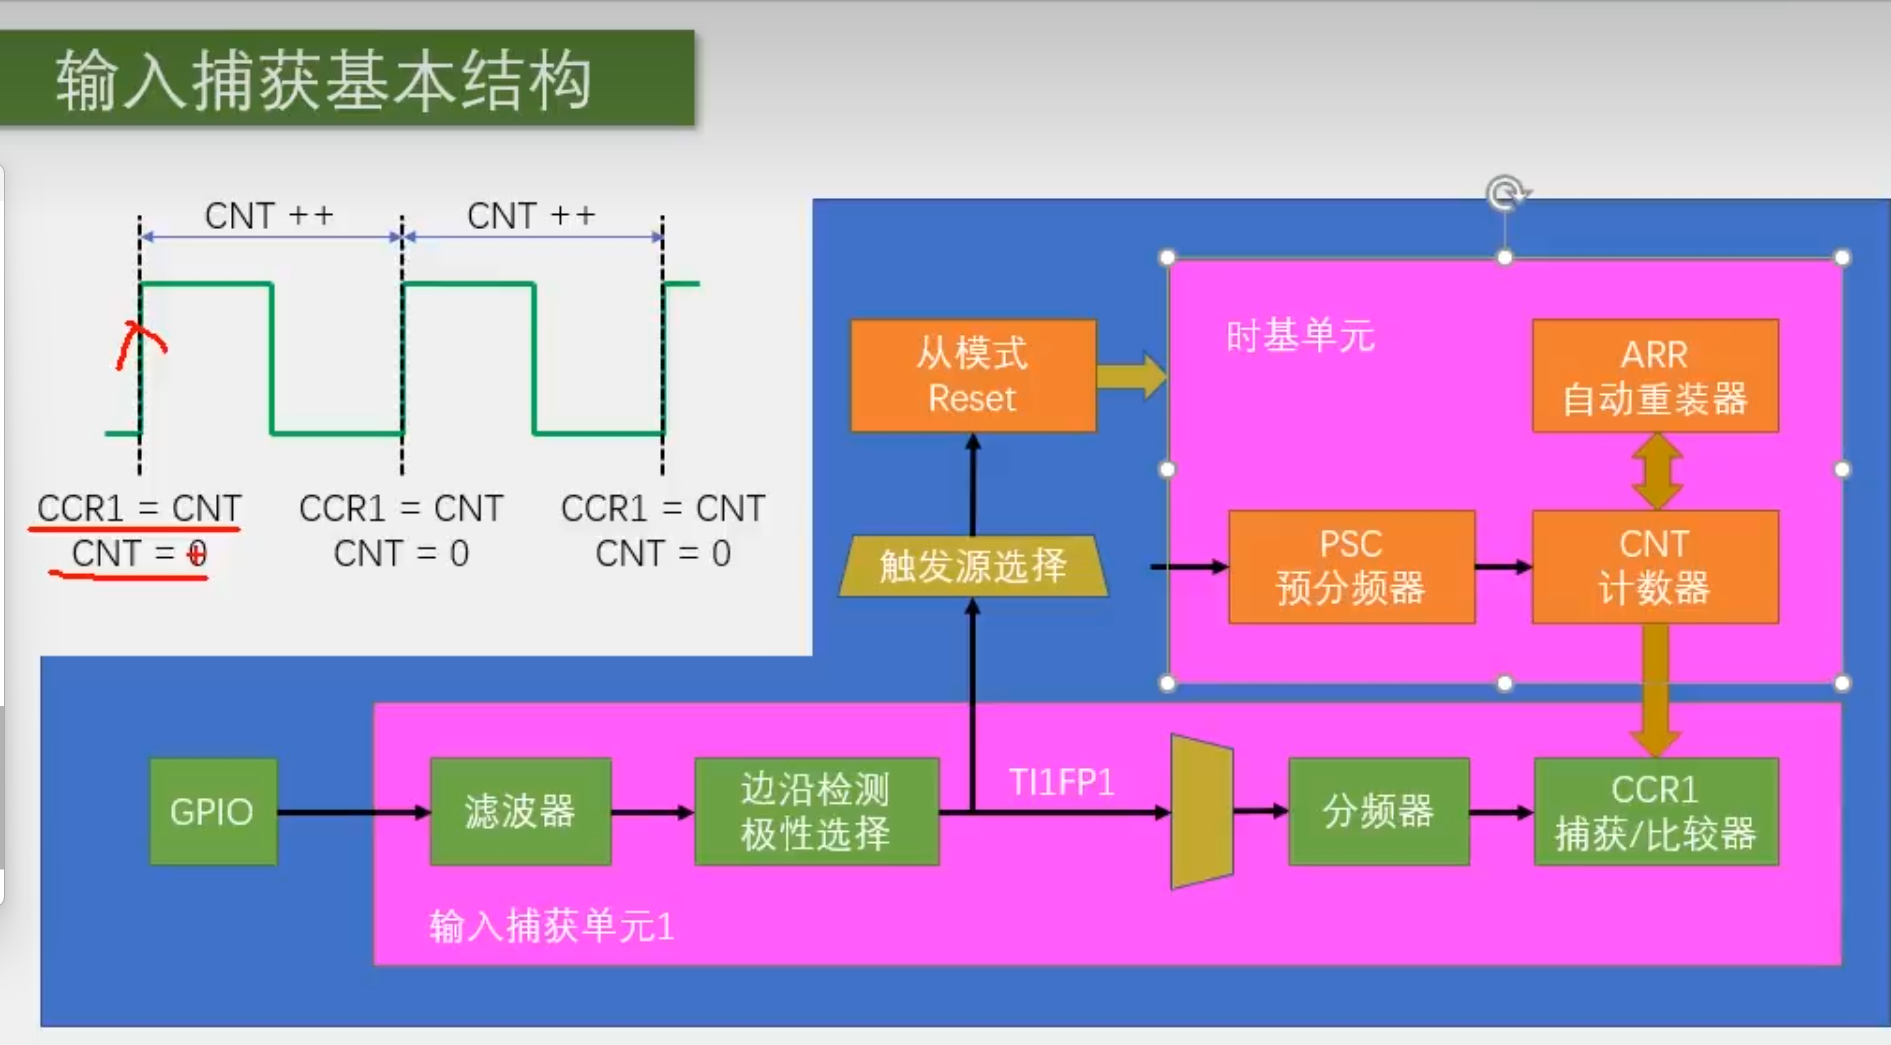 输入捕获基本结构
CNT ++
CNT ++
CCR1 = CNT
CNT = 0
CCR1 = CNT
CNT = 0
CCR1 = CNT
CNT = 0
从模式
Reset
时基单元
ARR
自动重装器
触发源选择
PSC
预分频器
CNT
计数器
GPIO
滤波器
边沿检测
极性选择
TI1FP1
分频器
CCR1
捕获/比较器
输入捕获单元1